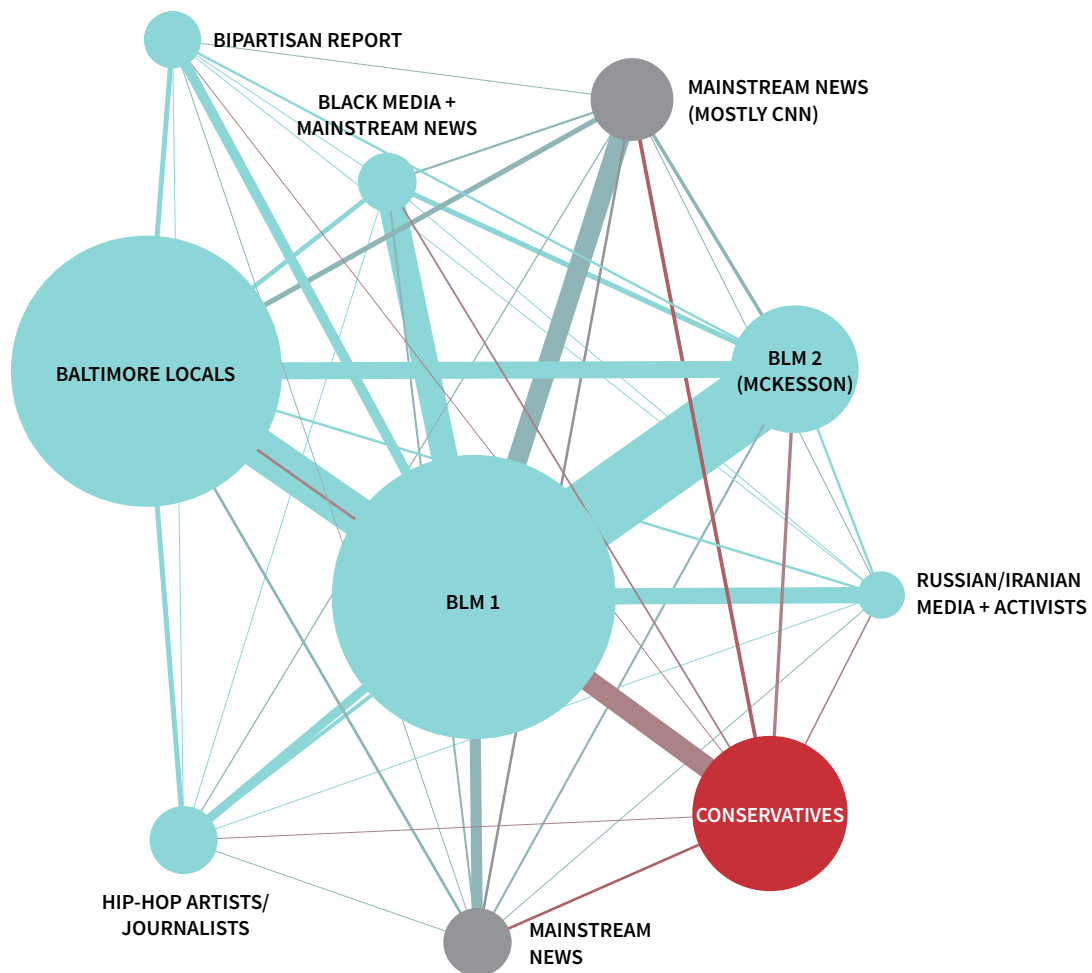 BIPARTISAN REPORT
MAINSTREAM NEWS
(MOSTLY CNN)
BLACK MEDIA +
MAINSTREAM NEWS
BALTIMORE LOCALS
BLM 2
(MCKESSON)
BLM 1
RUSSIAN/IRANIAN
MEDIA + ACTIVISTS
CONSERVATIVES
HIP-HOP ARTISTS/
JOURNALISTS
MAINSTREAM
NEWS